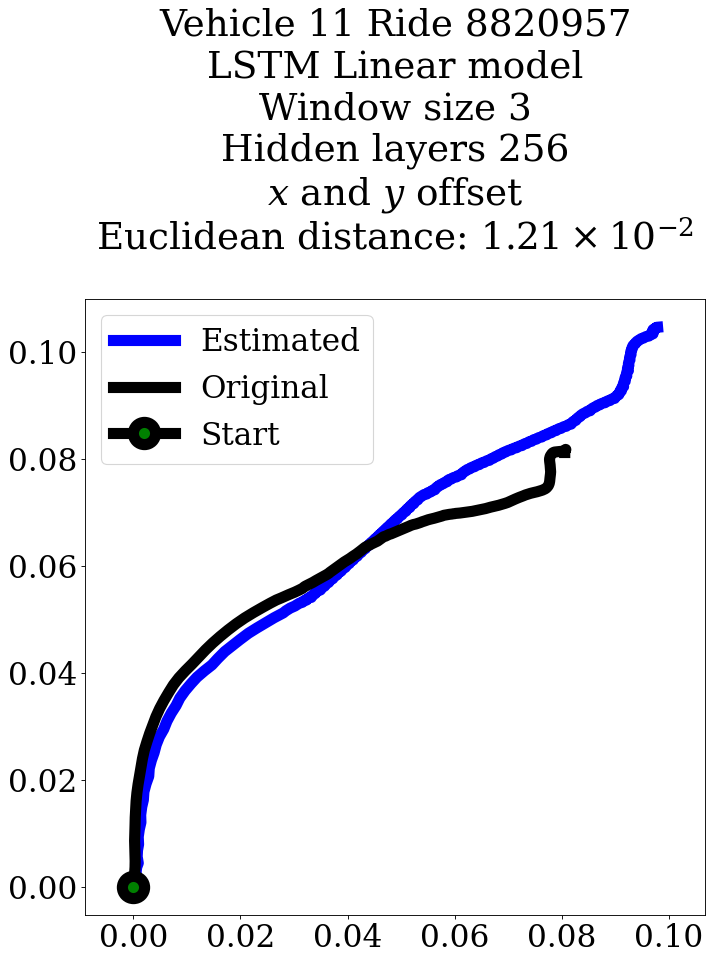 Vehicle 11 Ride 8820957
LSTM Linear model
Window size 3
Hidden layers 256
x and y offset
Euclidean distance: 1.21 × 10⁻²
Estimated
Original
Start
0.10
0.08
0.06
0.04
0.02
0.00
0.00 0.02 0.04 0.06 0.08 0.10